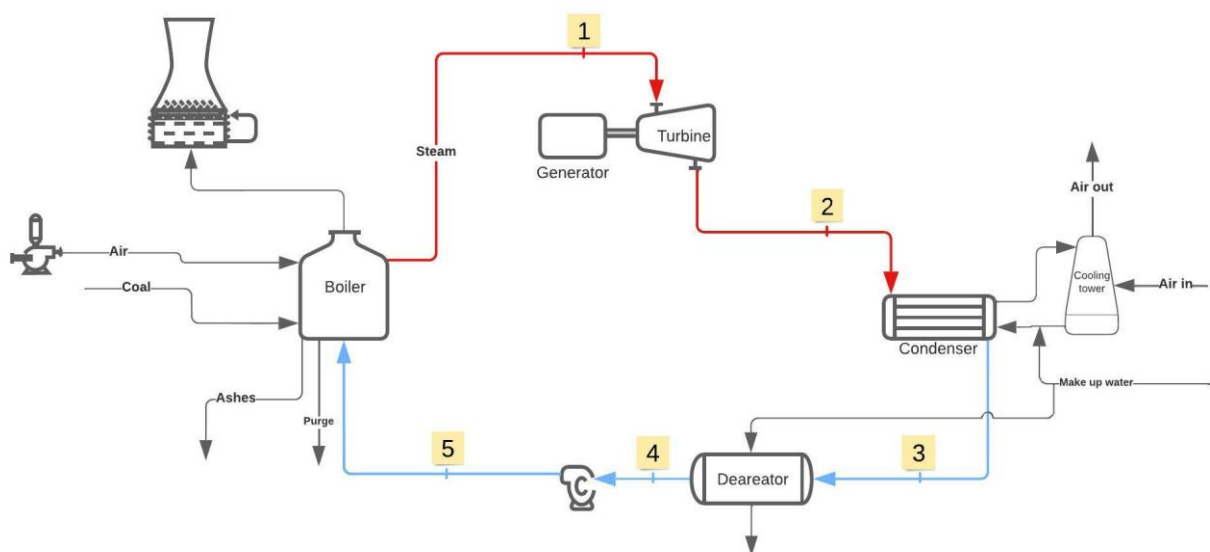 1
Steam
Turbine
Generator
2
Air out
Air
Coal
Boiler
Cooling
tower
Air in
Condenser
Make up water
Ashes
Purge
5
4
Deareator
3